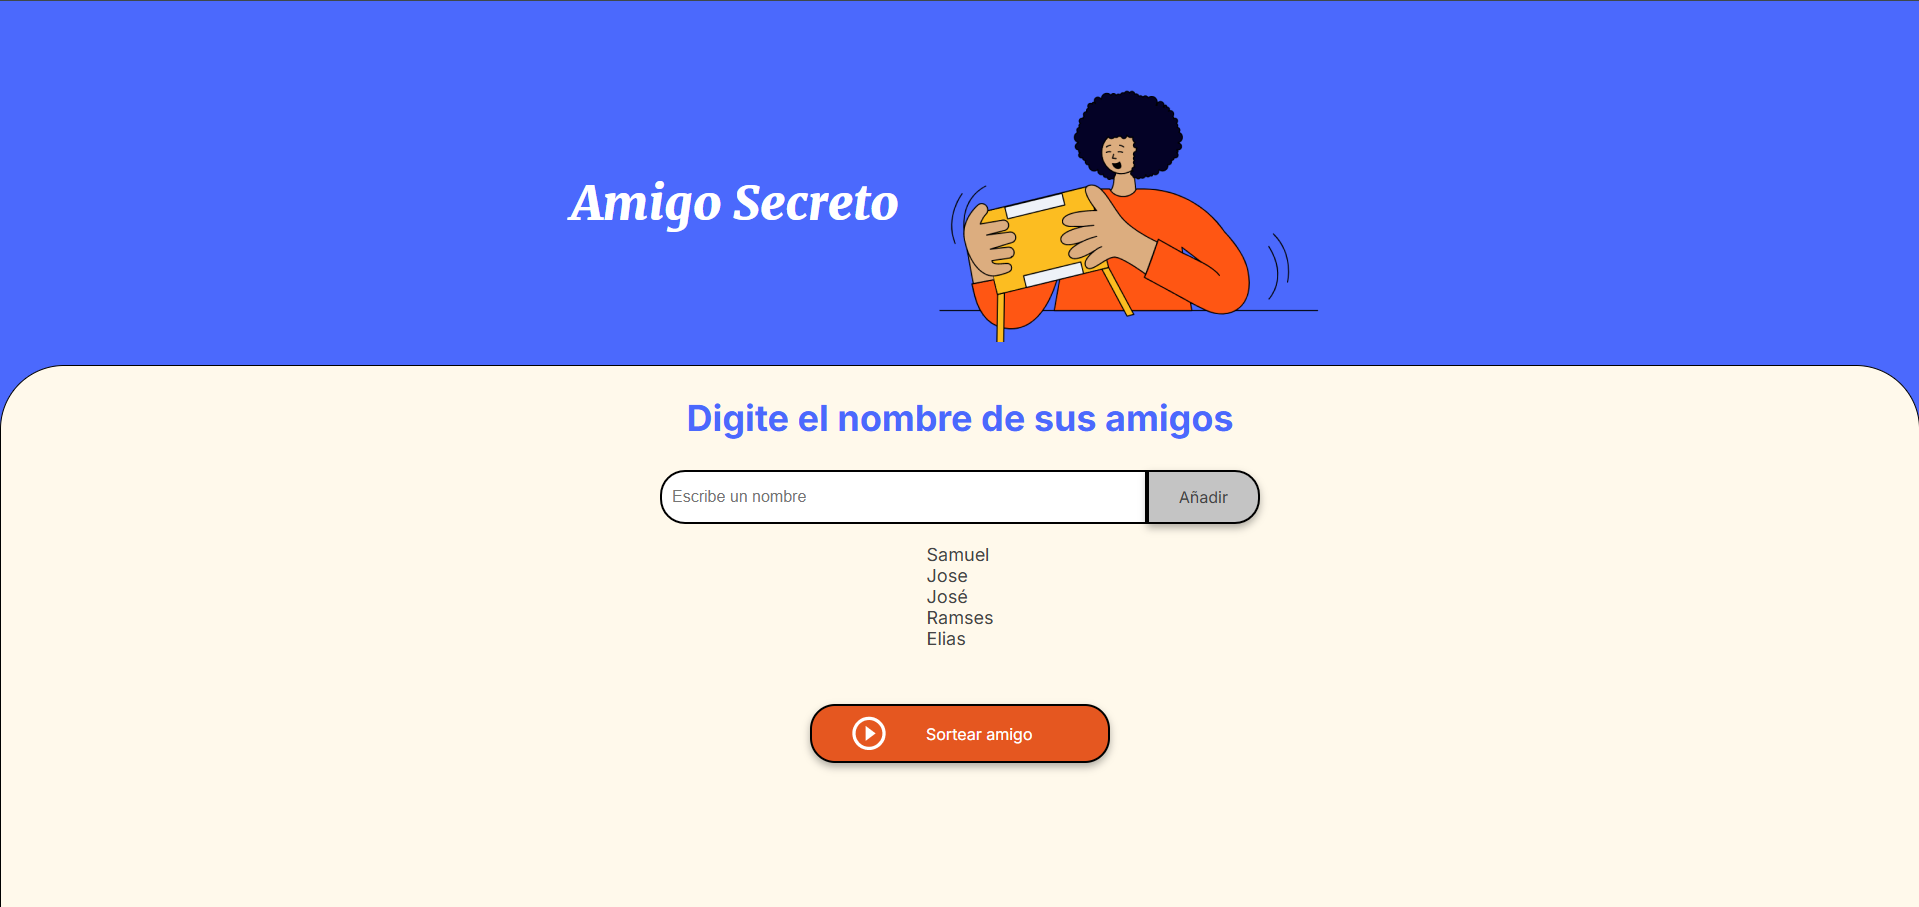 Amigo Secreto
Digite el nombre de sus amigos
Escribe un nombre
Añadir
Samuel
Jose
José
Ramses
Elias
Sortear amigo